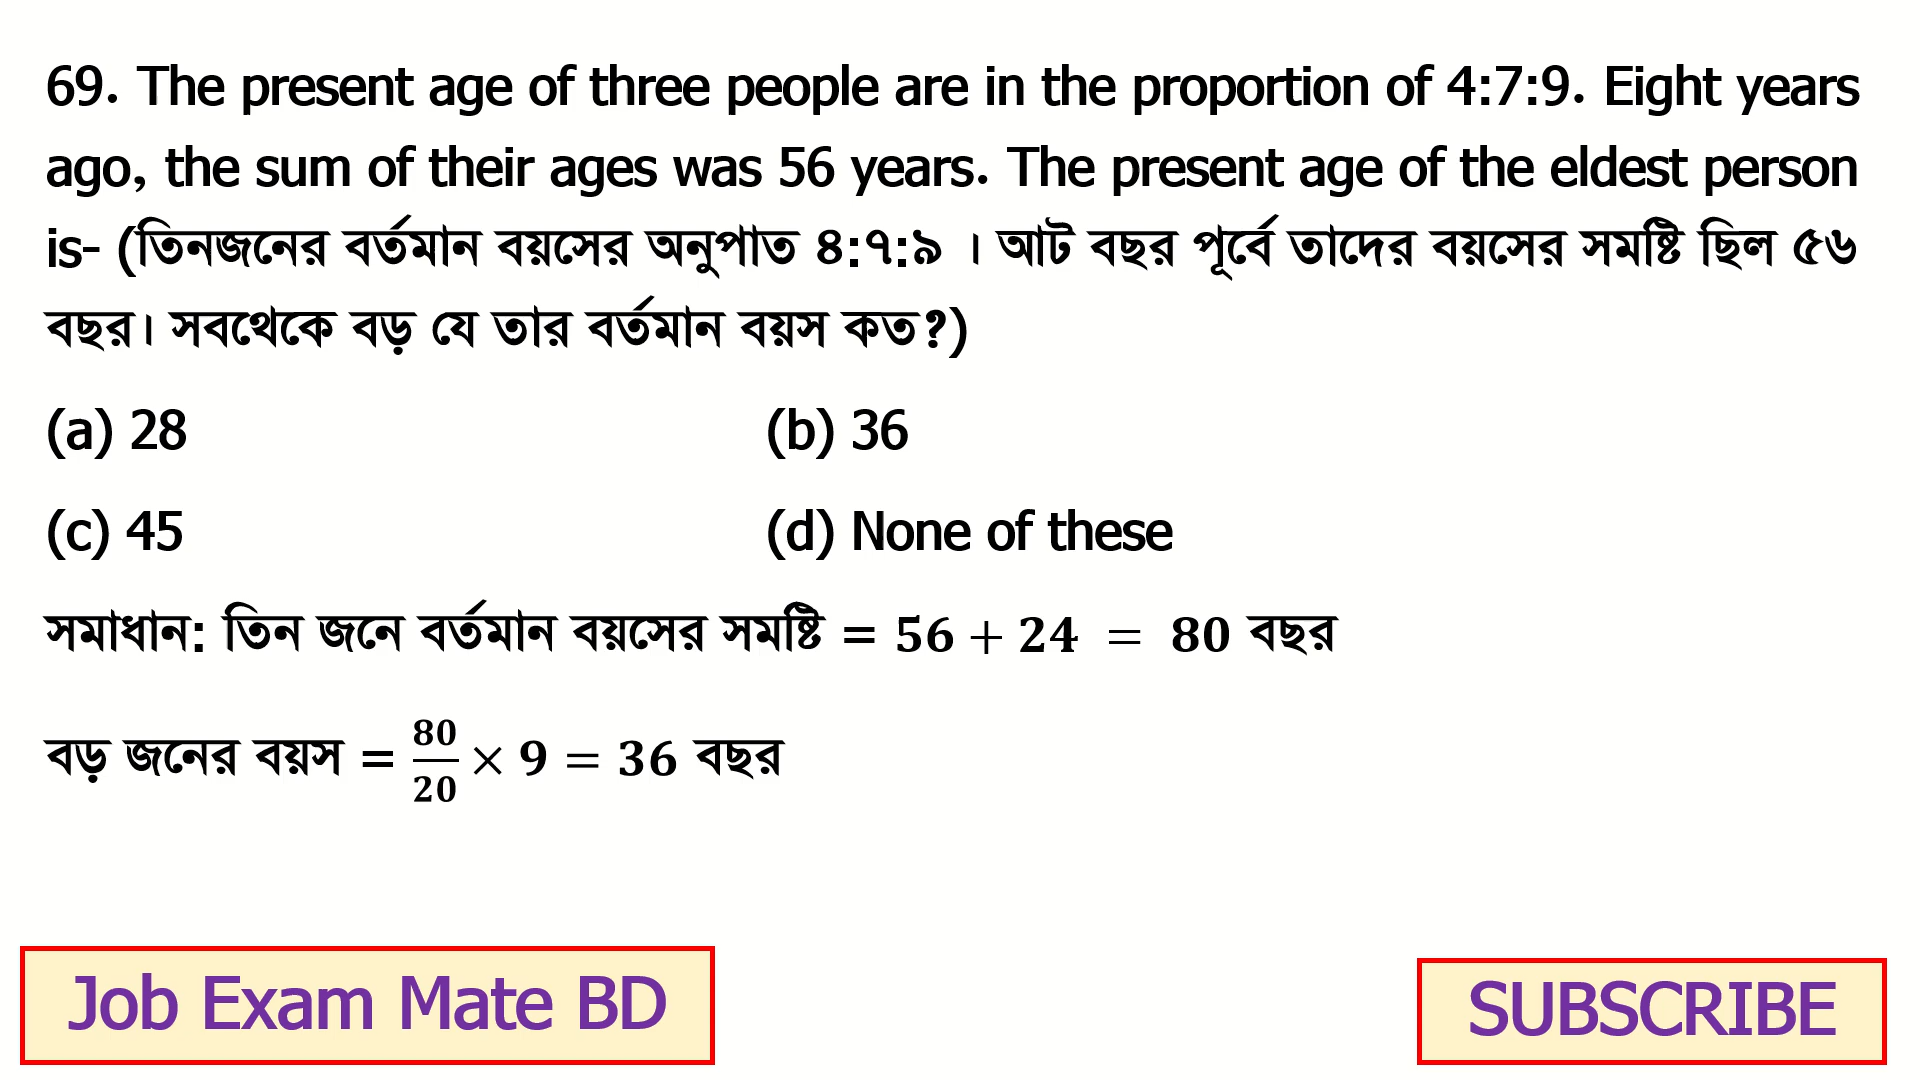 69. The present age of three people are in the proportion of 4:7:9. Eight years
ago, the sum of their ages was 56 years. The present age of the eldest person
is- (তিনজনের বর্তমান বয়সের অনুপাত ৪:৭:৯ । আট বছর পূর্বে তাদের বয়সের সমষ্টি ছিল ৫৬
বছর। সবথেকে বড় যে তার বর্তমান বয়স কত?)
(a) 28 (b) 36
(c) 45 (d) None of these
সমাধান: তিন জনে বর্তমান বয়সের সমষ্টি = 56 + 24 = 80 বছর
বড় জনের বয়স = 80/20 × 9 = 36 বছর
Job Exam Mate BD SUBSCRIBE